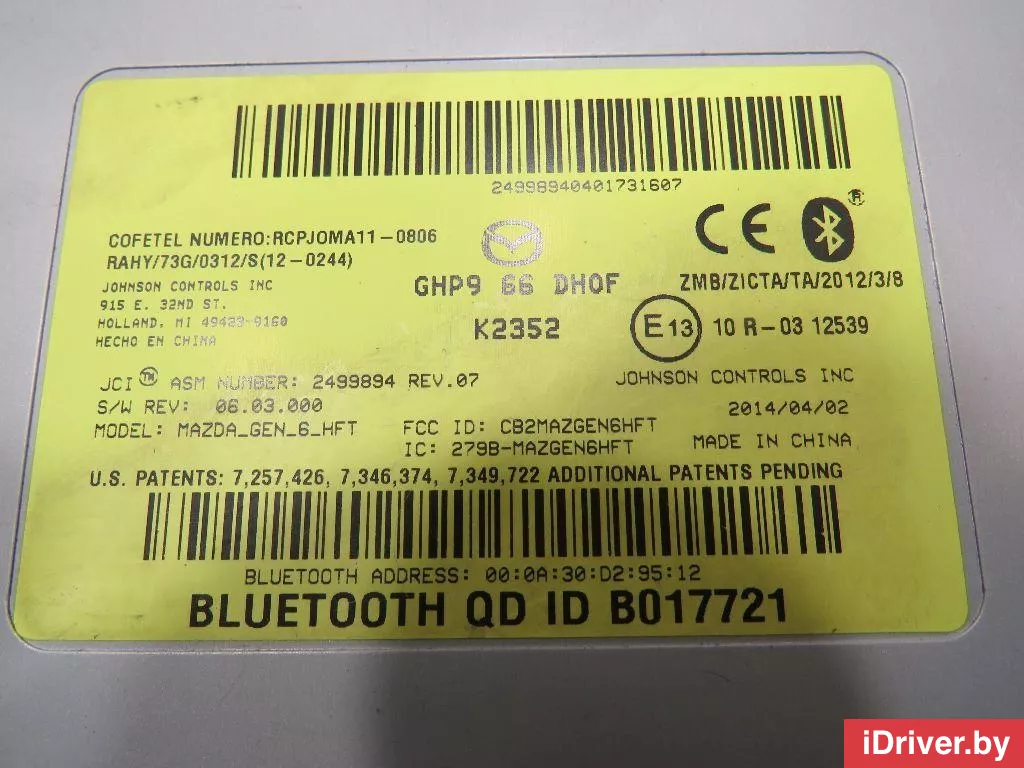 24998940401731607
COFETEL NUMERO:RCPJOMA11-0806
RAHY/73G/0312/S(12-0244)
JOHNSON CONTROLS INC
915 E. 32ND ST.
HOLLAND, MI 49423-9160
HECHO EN CHINA
GHP9 66 DH0F
K2352
CE
R
ZMB/ZICTA/TA/2012/3/8
E13 10 R-03 12539
JCI TM ASM NUMBER: 2499894 REV.07
S/W REV: 06.03.000
MODEL: MAZDA_GEN_6_HFT
FCC ID: CB2MAZGEN6HFT
IC: 279B-MAZGEN6HFT
JOHNSON CONTROLS INC
2014/04/02
MADE IN CHINA
U.S. PATENTS: 7,257,426, 7,346,374, 7,349,722 ADDITIONAL PATENTS PENDING
BLUETOOTH ADDRESS: 00:0A:30:D2:95:12
BLUETOOTH QD ID B017721
iDriver.by